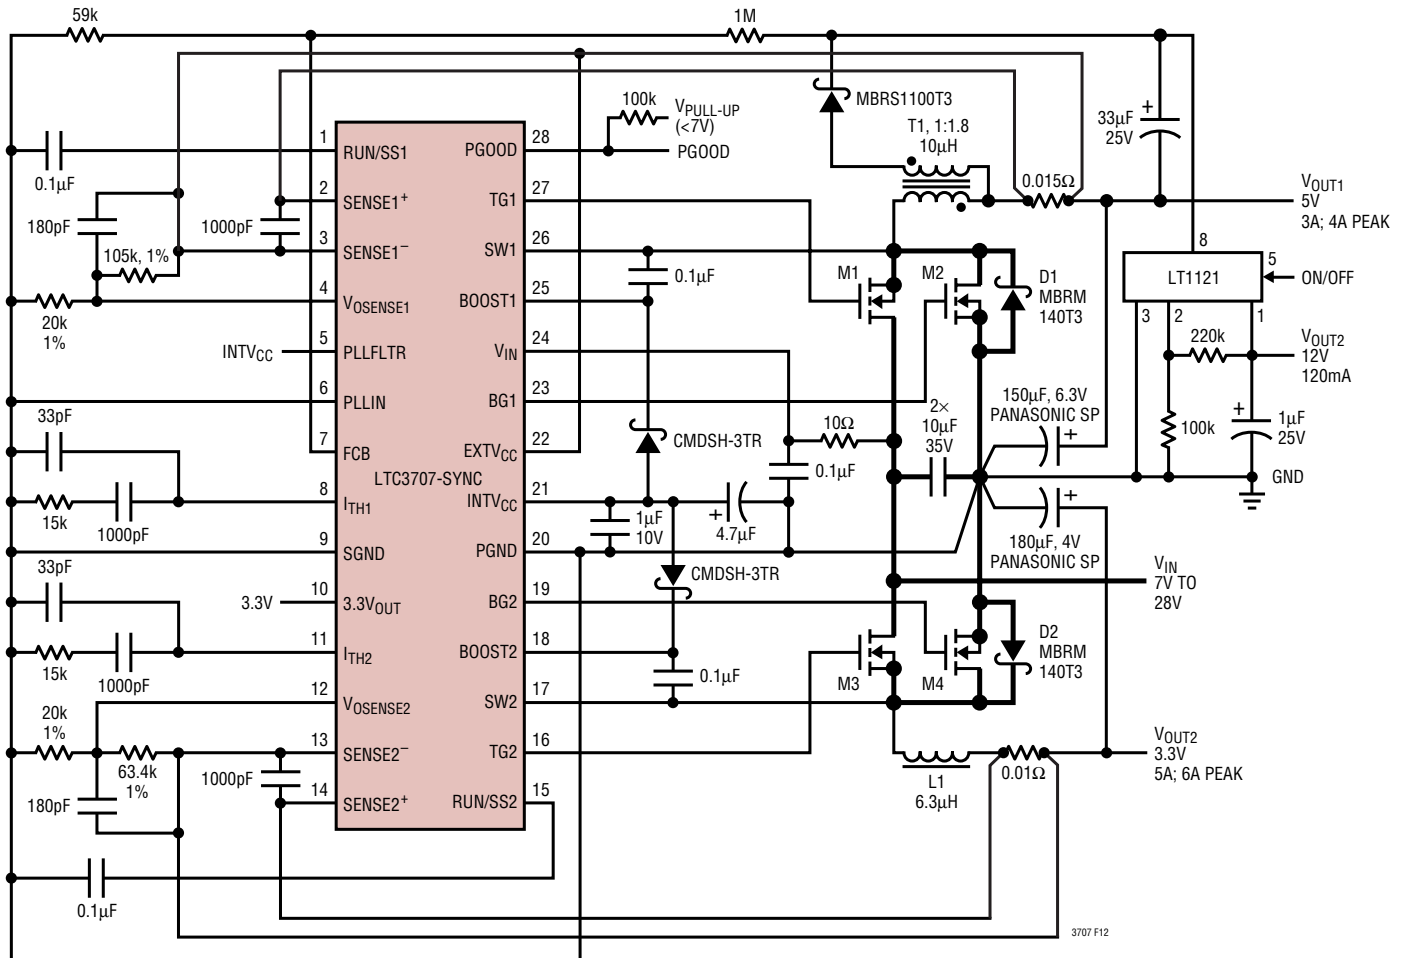 59k
1M
100k
VPULL-UP
(<7V)
PGOOD
MBRS1100T3
T1, 1:1.8
10µH
33µF
25V
+
0.015Ω
VOUT1
5V
3A; 4A PEAK
0.1µF
180pF
105k, 1%
1000pF
20k
1%
INTVCC
33pF
15k
1000pF
33pF
3.3V
15k
1000pF
20k
1%
63.4k
1%
180pF
1000pF
0.1µF
1
RUN/SS1
2
SENSE1+
3
SENSE1−
4
VOSENSE1
5
PLLFLTR
6
PLLIN
7
FCB
LTC3707-SYNC
8
ITH1
9
SGND
10
3.3VOUT
11
ITH2
12
VOSENSE2
13
SENSE2−
14
SENSE2+
PGOOD
28
TG1
27
SW1
26
BOOST1
25
VIN
24
BG1
23
EXTVCC
22
INTVCC
21
PGND
20
BG2
19
BOOST2
18
SW2
17
TG2
16
RUN/SS2
15
0.1µF
CMDSH-3TR
1µF
10V
+
4.7µF
10Ω
0.1µF
CMDSH-3TR
0.1µF
M1
M2
D1
MBRM
140T3
2×
10µF
35V
150µF, 6.3V
PANASONIC SP
+
+
180µF, 4V
PANASONIC SP
8
LT1121
5
ON/OFF
3
2
1
220k
VOUT2
12V
120mA
100k
+
1µF
25V
GND
VIN
7V TO
28V
M3
M4
D2
MBRM
140T3
L1
6.3µH
0.01Ω
VOUT2
3.3V
5A; 6A PEAK
3707 F12